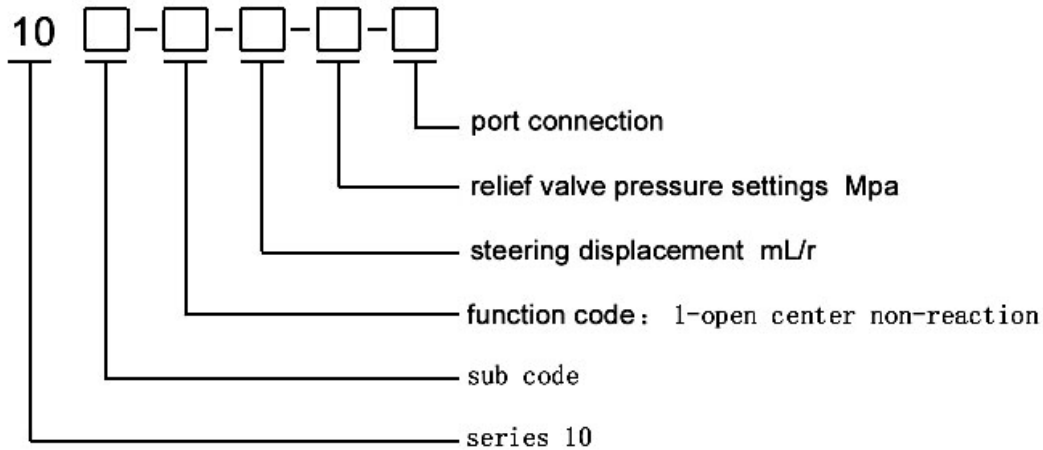 10 □-□-□-□-□
port connection
relief valve pressure settings Mpa
steering displacement mL/r
function code： 1-open center non-reaction
sub code
series 10